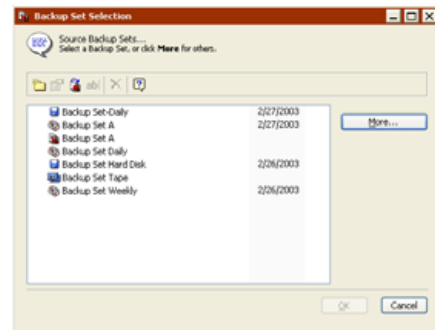 Backup Set Selection
Source Backup Sets...
Select a Backup Set, or click More for others.
abl
Backup Set-Daily 2/27/2003
Backup Set A 2/27/2003
Backup Set A
Backup Set Daily
Backup Set Hard Disk 2/26/2003
Backup Set Tape
Backup Set Weekly 2/26/2003
More...
OK
Cancel